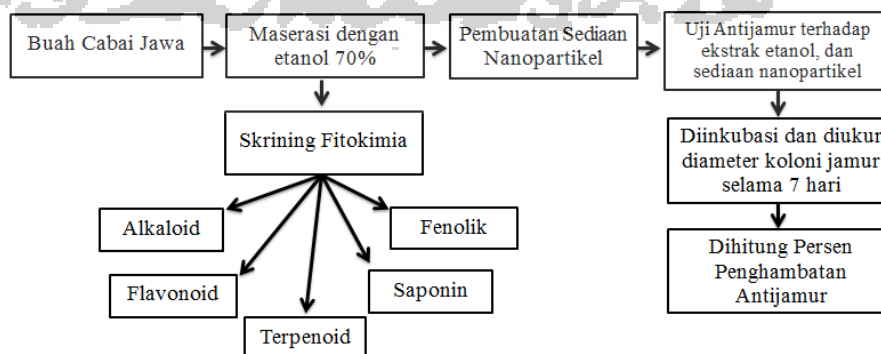 Buah Cabai Jawa
Maserasi dengan
etanol 70%
Pembuatan Sediaan
Nanopartikel
Uji Antijamur terhadap
ekstrak etanol, dan
sediaan nanopartikel
Skrining Fitokimia
Diinkubasi dan diukur
diameter koloni jamur
selama 7 hari
Alkaloid
Fenolik
Flavonoid
Saponin
Terpenoid
Dihitung Persen
Penghambatan
Antijamur